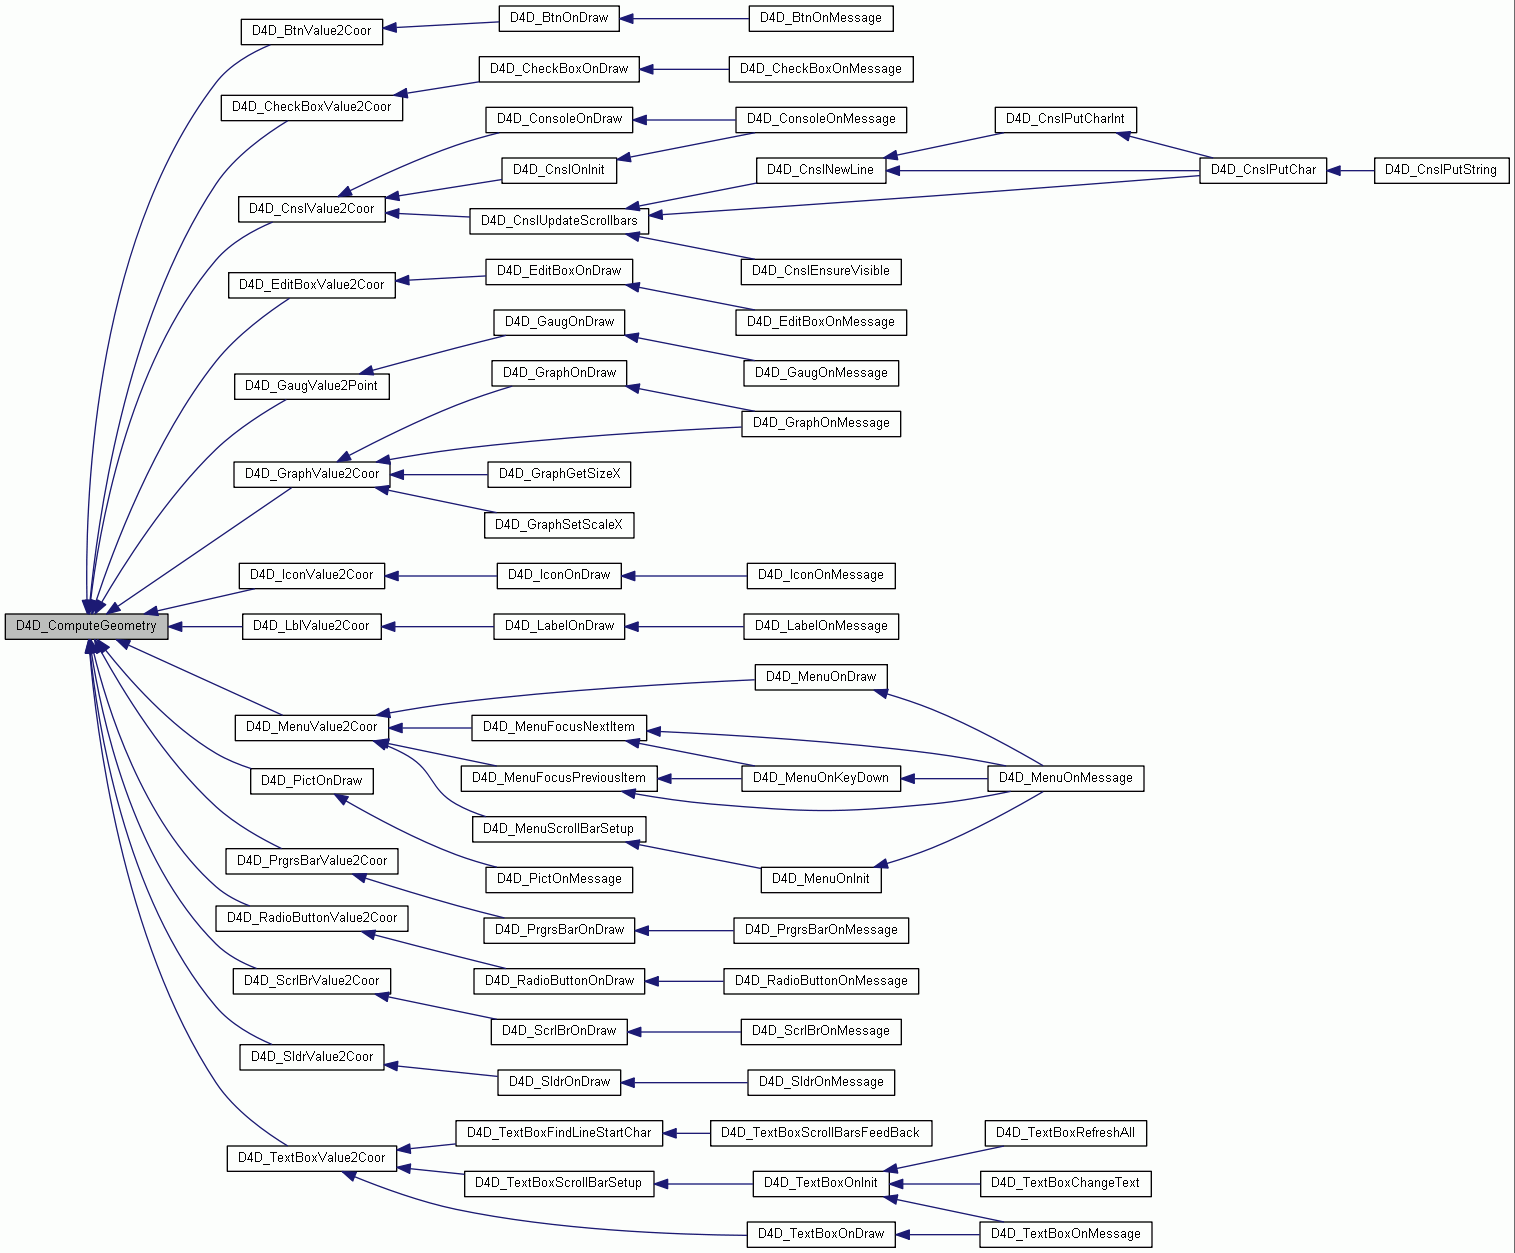 D4D_BtnValue2Coor
D4D_BtnOnDraw
D4D_BtnOnMessage
D4D_CheckBoxValue2Coor
D4D_CheckBoxOnDraw
D4D_CheckBoxOnMessage
D4D_CnslValue2Coor
D4D_ConsoleOnDraw
D4D_ConsoleOnMessage
D4D_CnslOnInit
D4D_CnslUpdateScrollbars
D4D_CnslNewLine
D4D_CnslPutCharInt
D4D_CnslPutChar
D4D_CnslPutString
D4D_CnslEnsureVisible
D4D_EditBoxValue2Coor
D4D_EditBoxOnDraw
D4D_EditBoxOnMessage
D4D_GaugValue2Point
D4D_GaugOnDraw
D4D_GaugOnMessage
D4D_GraphValue2Coor
D4D_GraphOnDraw
D4D_GraphOnMessage
D4D_GraphGetSizeX
D4D_GraphSetScaleX
D4D_IconValue2Coor
D4D_IconOnDraw
D4D_IconOnMessage
D4D_ComputeGeometry
D4D_LblValue2Coor
D4D_LabelOnDraw
D4D_LabelOnMessage
D4D_MenuValue2Coor
D4D_MenuOnDraw
D4D_MenuFocusNextItem
D4D_MenuFocusPreviousItem
D4D_MenuOnKeyDown
D4D_MenuOnMessage
D4D_MenuScrollBarSetup
D4D_MenuOnInit
D4D_PictOnDraw
D4D_PictOnMessage
D4D_PrgrsBarValue2Coor
D4D_PrgrsBarOnDraw
D4D_PrgrsBarOnMessage
D4D_RadioButtonValue2Coor
D4D_RadioButtonOnDraw
D4D_RadioButtonOnMessage
D4D_ScrlBrValue2Coor
D4D_ScrlBrOnDraw
D4D_ScrlBrOnMessage
D4D_SldrValue2Coor
D4D_SldrOnDraw
D4D_SldrOnMessage
D4D_TextBoxValue2Coor
D4D_TextBoxFindLineStartChar
D4D_TextBoxScrollBarsFeedBack
D4D_TextBoxScrollBarSetup
D4D_TextBoxOnInit
D4D_TextBoxRefreshAll
D4D_TextBoxChangeText
D4D_TextBoxOnDraw
D4D_TextBoxOnMessage